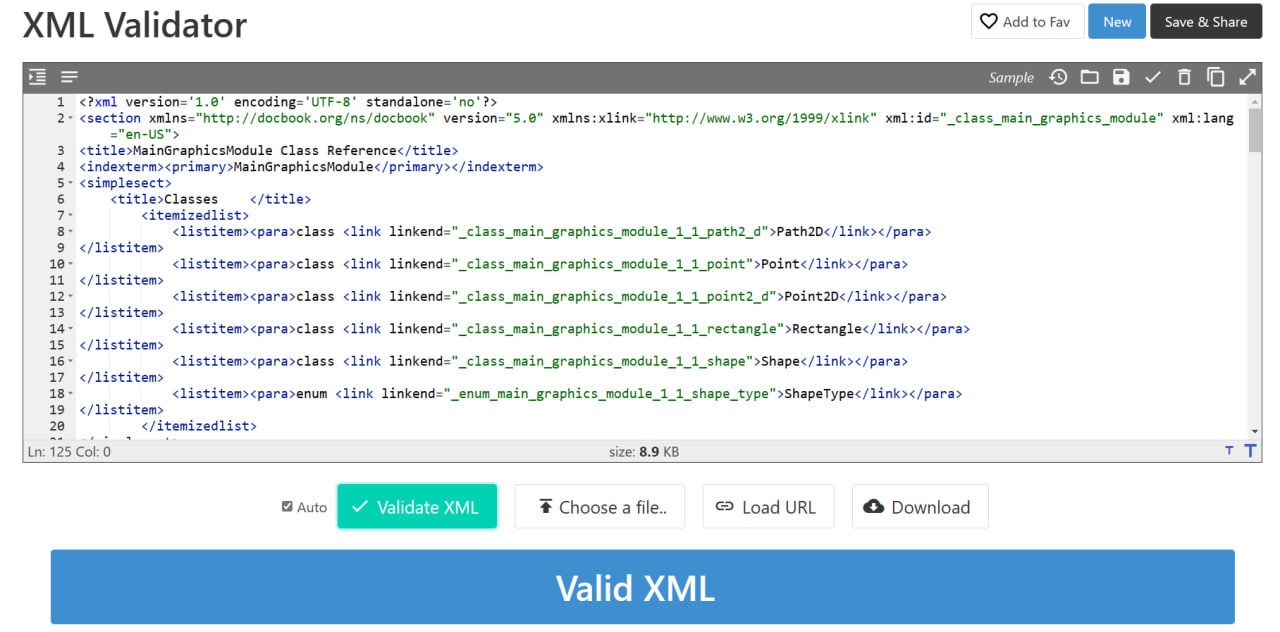 XML Validator
Add to Fav
New
Save & Share
Sample
1 <?xml version='1.0' encoding='UTF-8' standalone='no'?>
2 <section xmlns="http://docbook.org/ns/docbook" version="5.0" xmlns:xlink="http://www.w3.org/1999/xlink" xml:id="_class_main_graphics_module" xml:lang
="en-US">
3 <title>MainGraphicsModule Class Reference</title>
4 <indexterm><primary>MainGraphicsModule</primary></indexterm>
5 <simplesect>
6     <title>Classes    </title>
7         <itemizedlist>
8             <listitem><para>class <link linkend="_class_main_graphics_module_1_1_path2_d">Path2D</link></para>
9 </listitem>
10             <listitem><para>class <link linkend="_class_main_graphics_module_1_1_point">Point</link></para>
11 </listitem>
12             <listitem><para>class <link linkend="_class_main_graphics_module_1_1_point2_d">Point2D</link></para>
13 </listitem>
14             <listitem><para>class <link linkend="_class_main_graphics_module_1_1_rectangle">Rectangle</link></para>
15 </listitem>
16             <listitem><para>class <link linkend="_class_main_graphics_module_1_1_shape">Shape</link></para>
17 </listitem>
18             <listitem><para>enum <link linkend="_enum_main_graphics_module_1_1_shape_type">ShapeType</link></para>
19 </listitem>
20         </itemizedlist>
Ln: 125 Col: 0
size: 8.9 KB
T T
Auto
Validate XML
Choose a file..
Load URL
Download
Valid XML